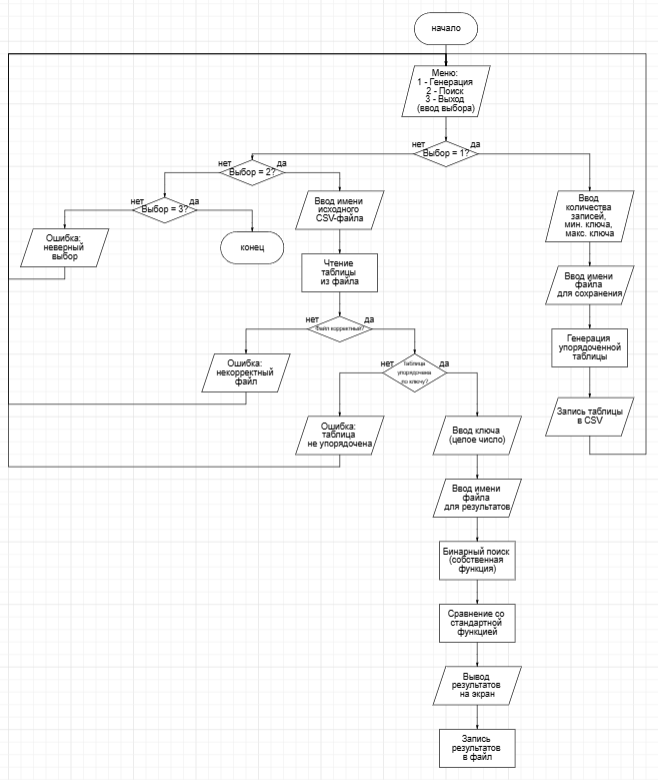 начало
Меню:
1 - Генерация
2 - Поиск
3 - Выход
(ввод выбора)
нет
Выбор = 1?
да
нет
Выбор = 2?
да
нет
Выбор = 3?
да
Ошибка:
неверный
выбор
конец
Ввод имени
исходного
CSV-файла
Ввод
количества
записей,
мин. ключа,
макс. ключа
Чтение
таблицы
из файла
Ввод имени
файла
для сохранения
нет
Файл корректный?
да
Генерация
упорядоченной
таблицы
Ошибка:
некорректный
файл
нет
Таблица
упорядочена
по ключу?
да
Запись таблицы
в CSV
Ошибка:
таблица
не упорядочена
Ввод ключа
(целое число)
Ввод имени
файла
для результатов
Бинарный поиск
(собственная
функция)
Сравнение со
стандартной
функцией
Вывод
результатов
на экран
Запись
результатов
в файл